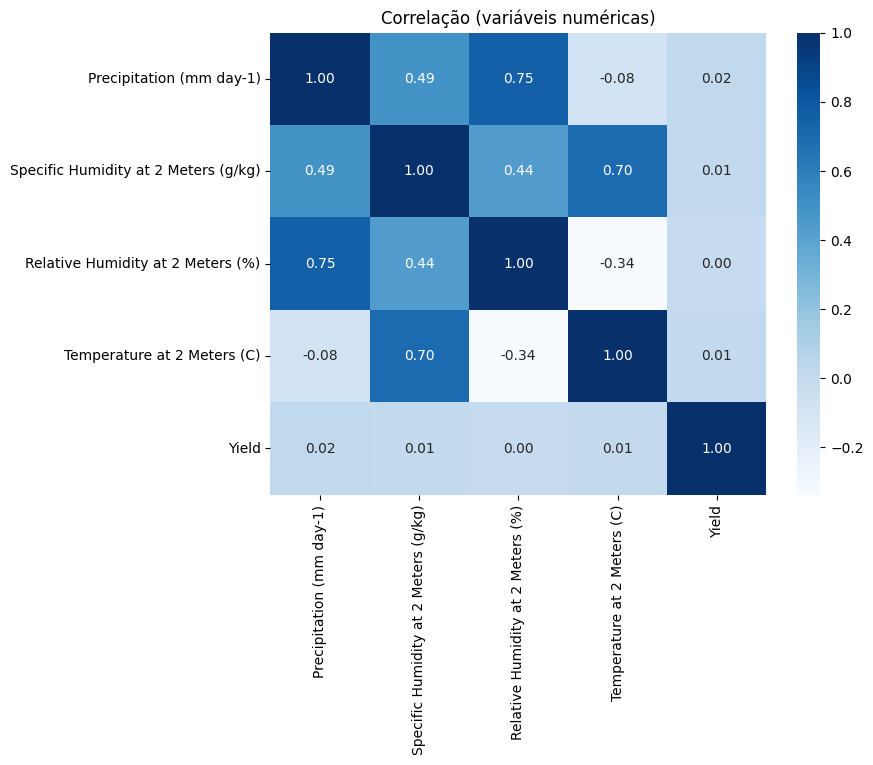 Correlação (variáveis numéricas)
Precipitation (mm day-1)
1.00 0.49 0.75 -0.08 0.02
Specific Humidity at 2 Meters (g/kg)
0.49 1.00 0.44 0.70 0.01
Relative Humidity at 2 Meters (%)
0.75 0.44 1.00 -0.34 0.00
Temperature at 2 Meters (C)
-0.08 0.70 -0.34 1.00 0.01
Yield
0.02 0.01 0.00 0.01 1.00
Precipitation (mm day-1)
Specific Humidity at 2 Meters (g/kg)
Relative Humidity at 2 Meters (%)
Temperature at 2 Meters (C)
Yield
1.0
0.8
0.6
0.4
0.2
0.0
−0.2